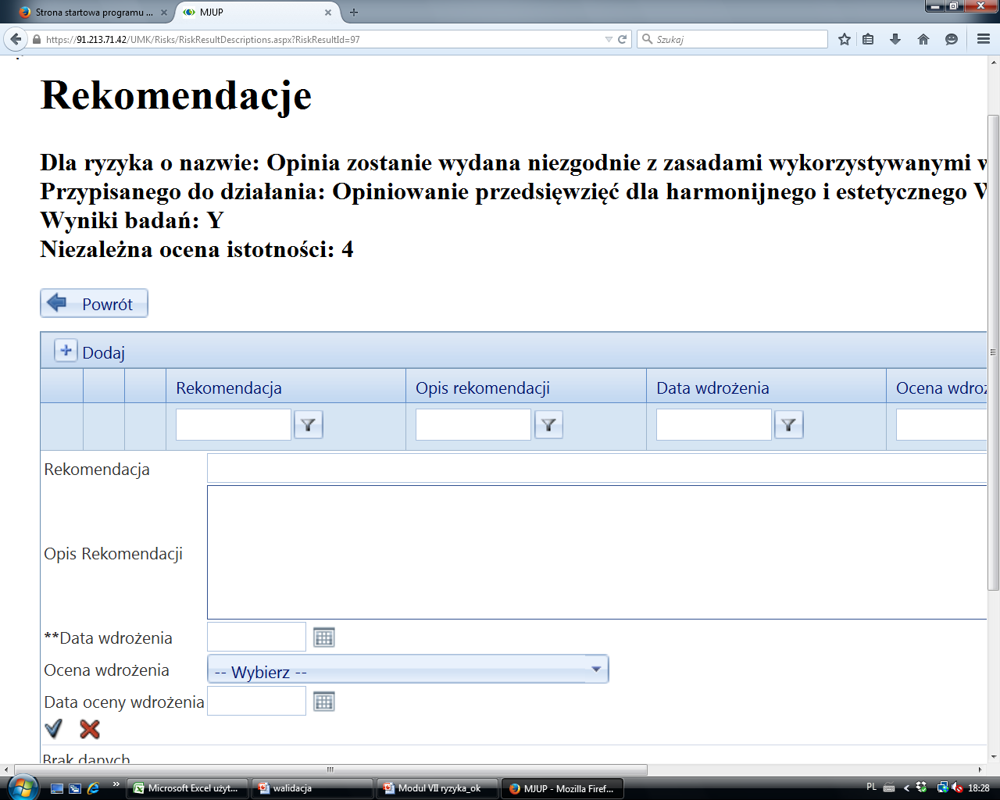 Strona startowa programu ...
MJUP
https://91.213.71.42/UMK/Risks/RiskResultDescriptions.aspx?RiskResultId=97
Szukaj
Rekomendacje
Dla ryzyka o nazwie: Opinia zostanie wydana niezgodnie z zasadami wykorzystywanymi w
Przypisanego do działania: Opiniowanie przedsięwzięć dla harmonijnego i estetycznego W
Wyniki badań: Y
Niezależna ocena istotności: 4
Powrót
Dodaj
Rekomendacja Opis rekomendacji Data wdrożenia Ocena wdroż
Rekomendacja
Opis Rekomendacji
**Data wdrożenia
Ocena wdrożenia -- Wybierz --
Data oceny wdrożenia
Brak danych
Microsoft Excel użyt... walidacja Modul VII ryzyka_ok MJUP - Mozilla Firef... PL 18:28